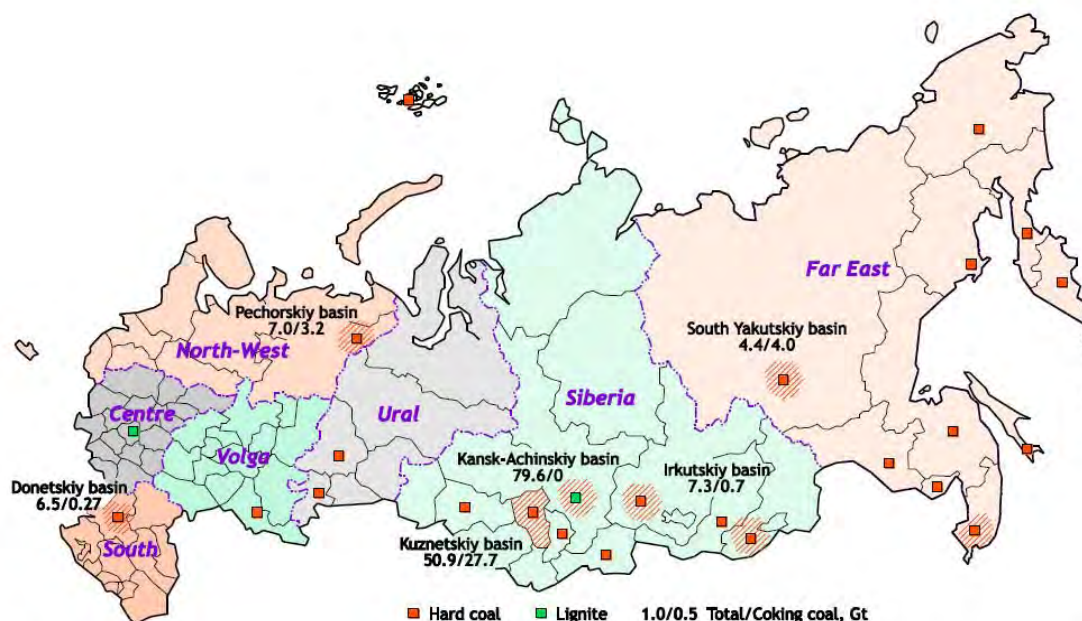 Far East
Pechorskiy basin
7.0/3.2
South Yakutskiy basin
4.4/4.0
North-West
Siberia
Centre
Ural
Volga
Kansk-Achinskiy basin
79.6/0
Irkutskiy basin
7.3/0.7
Donetskiy basin
6.5/0.27
South
Kuznetskiy basin
50.9/27.7
Hard coal Lignite 1.0/0.5 Total/Coking coal, Gt